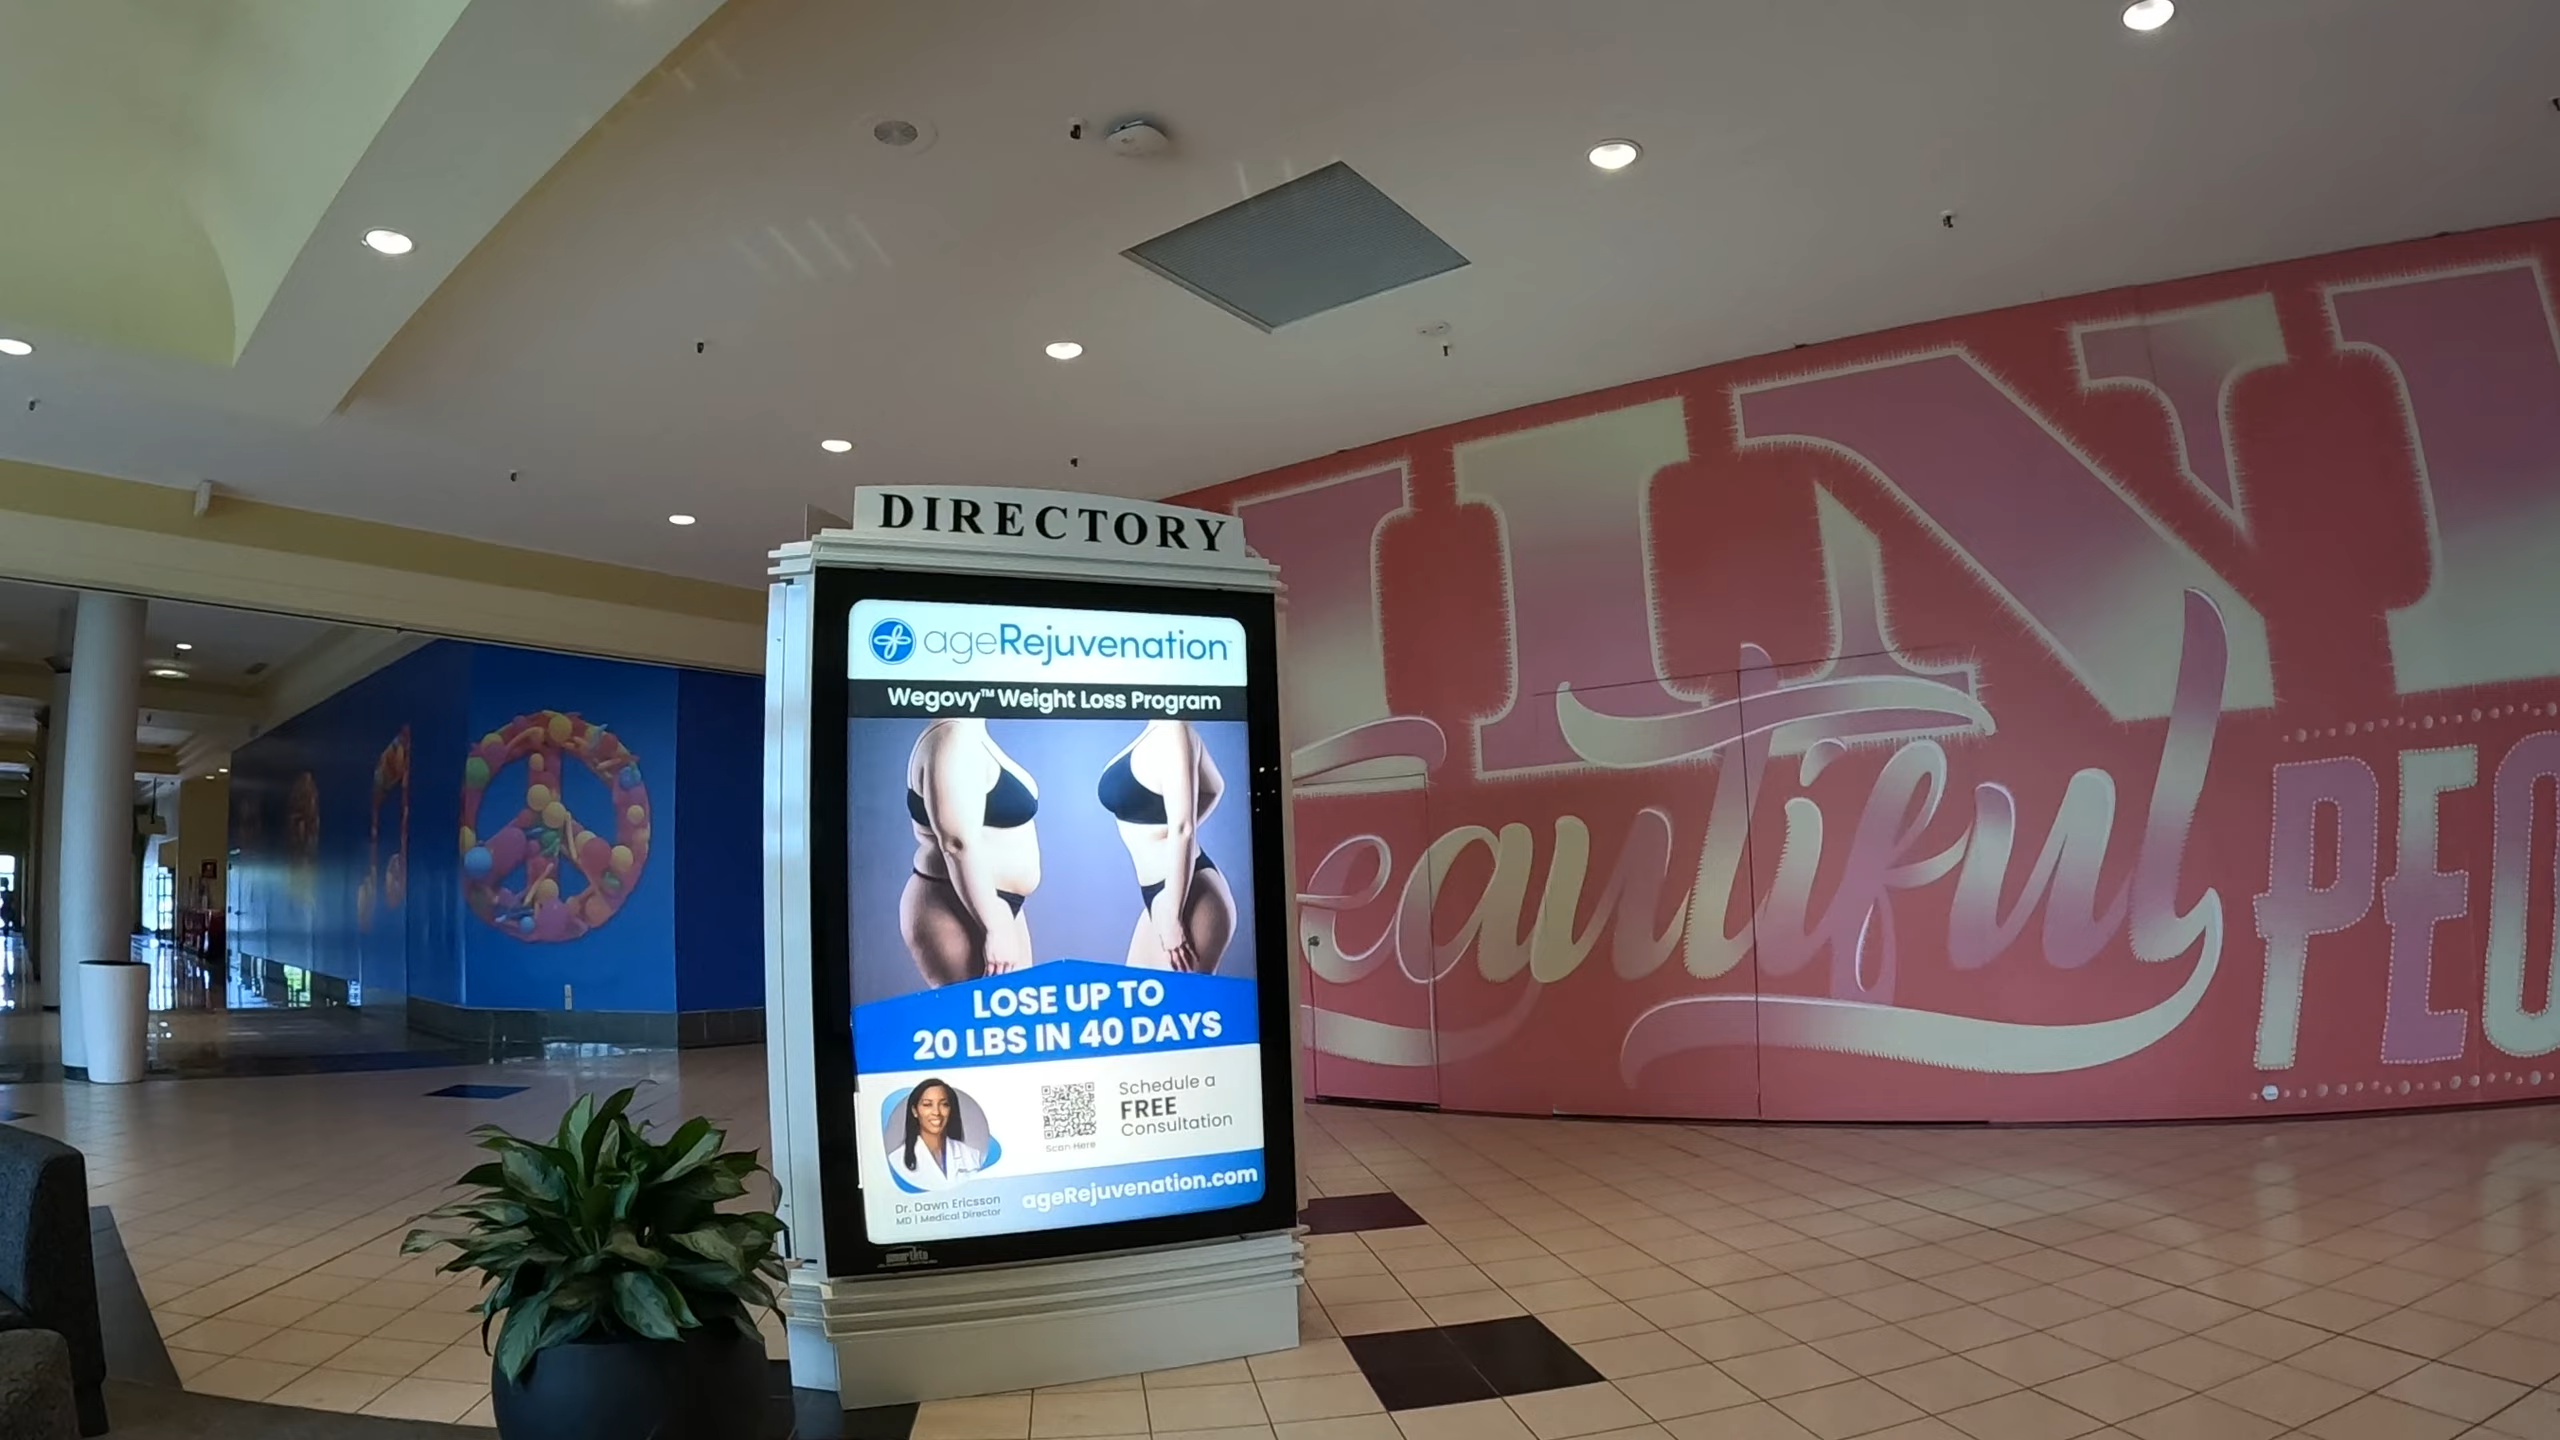 DIRECTORY
ageRejuvenation™
Wegovy™ Weight Loss Program
LOSE UP TO
20 LBS IN 40 DAYS
Schedule a
FREE
Consultation
Scan Here
Dr. Dawn Ericsson
MD | Medical Director
ageRejuvenation.com
eautiful
PEO